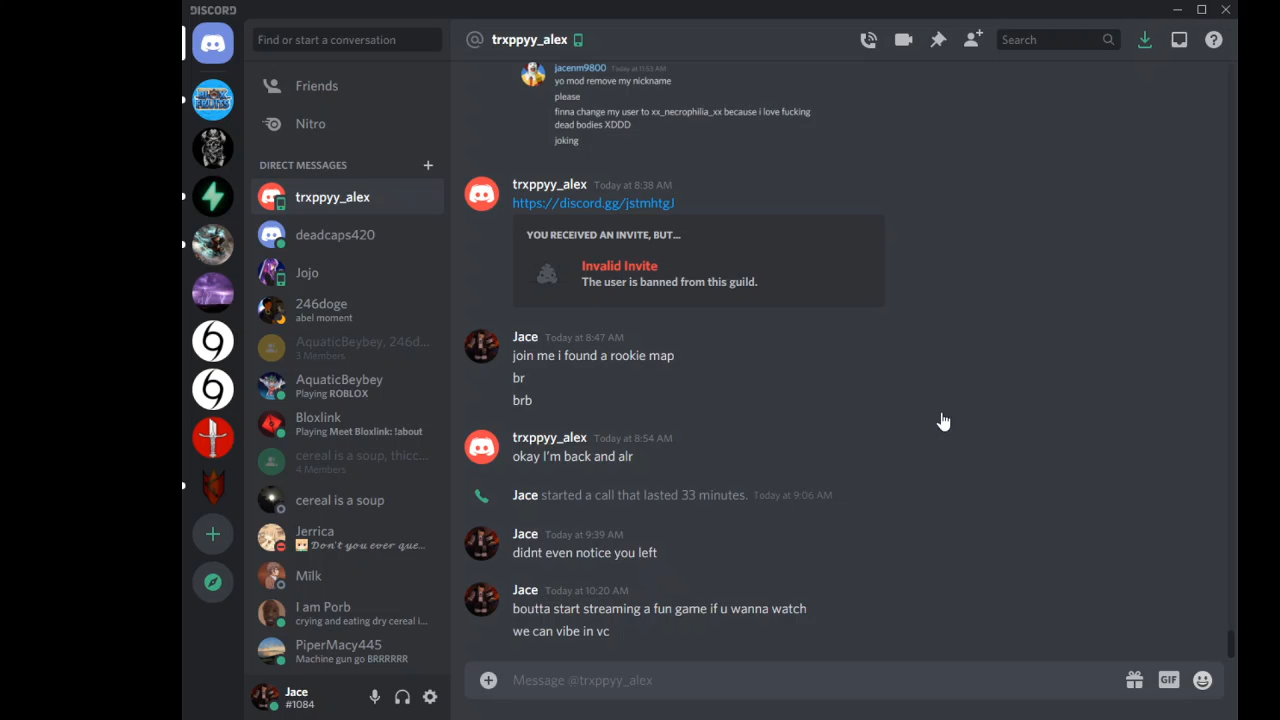 DISCORD
Find or start a conversation
Friends
Nitro
DIRECT MESSAGES
trxppyy_alex
deadcaps420
Jojo
246doge
abel moment
AquaticBeybey, 246d...
3 Members
AquaticBeybey
Playing ROBLOX
Bloxlink
Playing Meet Bloxlink: !about
cereal is a soup, thicc...
4 Members
cereal is a soup
Jerrica
Don't you ever que...
Milk
I am Porb
crying and eating dry cereal i...
PiperMacy445
Machine gun go BRRRRRR
Jace
#1084
@ trxppyy_alex
Search
jacenm9800 Today at 11:53 AM
yo mod remove my nickname
please
finna change my user to xx_necrophilia_xx because i love fucking
dead bodies XDDD
joking
trxppyy_alex Today at 8:38 AM
https://discord.gg/jstmhtgJ
YOU RECEIVED AN INVITE, BUT...
Invalid Invite
The user is banned from this guild.
Jace Today at 8:47 AM
join me i found a rookie map
br
brb
trxppyy_alex Today at 8:54 AM
okay I'm back and alr
Jace started a call that lasted 33 minutes. Today at 9:06 AM
Jace Today at 9:39 AM
didnt even notice you left
Jace Today at 10:20 AM
boutta start streaming a fun game if u wanna watch
we can vibe in vc
Message @trxppyy_alex
GIF